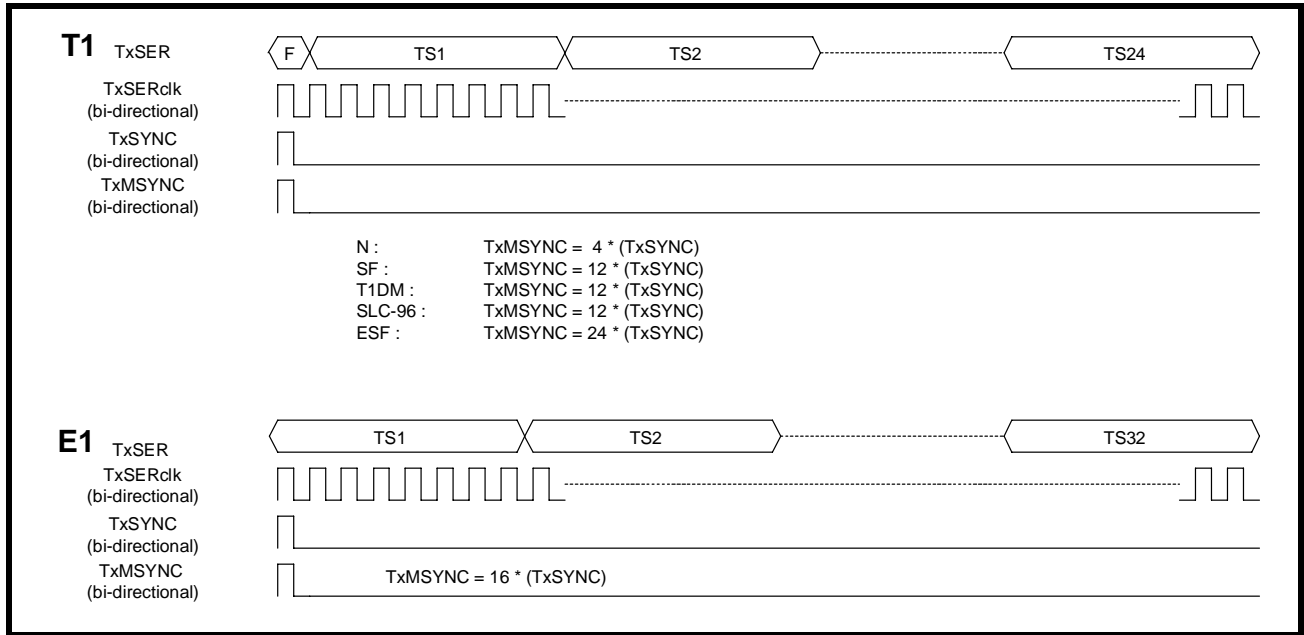 T1 TxSER
F TS1 TS2 TS24
TxSERclk
(bi-directional)
TxSYNC
(bi-directional)
TxMSYNC
(bi-directional)
N : TxMSYNC = 4 * (TxSYNC)
SF : TxMSYNC = 12 * (TxSYNC)
T1DM : TxMSYNC = 12 * (TxSYNC)
SLC-96 : TxMSYNC = 12 * (TxSYNC)
ESF : TxMSYNC = 24 * (TxSYNC)
E1 TxSER
TS1 TS2 TS32
TxSERclk
(bi-directional)
TxSYNC
(bi-directional)
TxMSYNC
(bi-directional)
TxMSYNC = 16 * (TxSYNC)